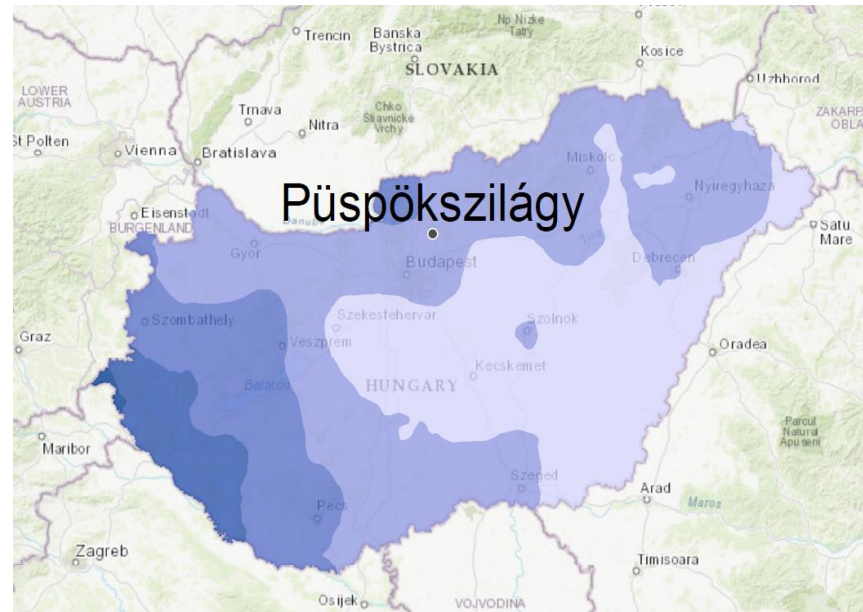 Np Nizke
Tatry
Trencin
Banska
Bystrica
SLOVAKIA
Kosice
Uzhhorod
LOWER
AUSTRIA
Trnava
Chko
Stiavnicke
Vrchy
Nitra
ZAKARP
OBLA
St Polten
Vienna
Bratislava
Miskolc
Püspökszilágy
Nyiregyhaza
Eisenstadt
BURGENLAND
Danube
Satu
Mare
Gyor
Budapest
Debrecen
Szombathely
Szekesfehervar
Szolnok
Graz
Veszprem
Oradea
Kecskemet
Balaton
HUNGARY
Maribor
Parcul
Natural
Apuseni
Szeged
Arad
Maros
Pecs
Zagreb
Timisoara
Osijek
VOJVODINA